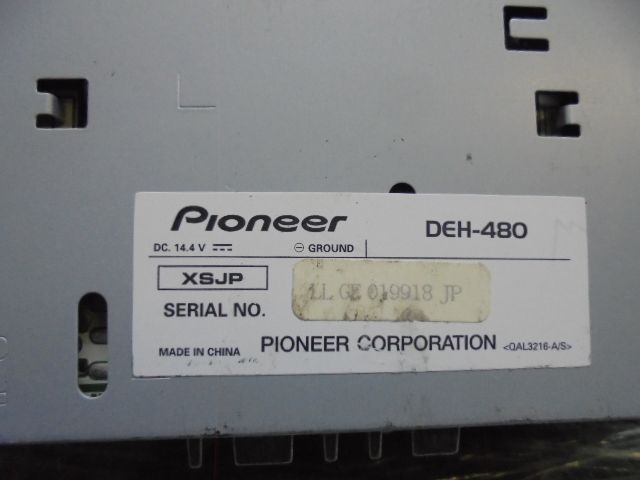 Pioneer DEH-480
DC. 14.4 V ⎓ ⊖ GROUND
XSJP
SERIAL NO. LL GE 019918 JP
MADE IN CHINA PIONEER CORPORATION <QAL3216-A/S>